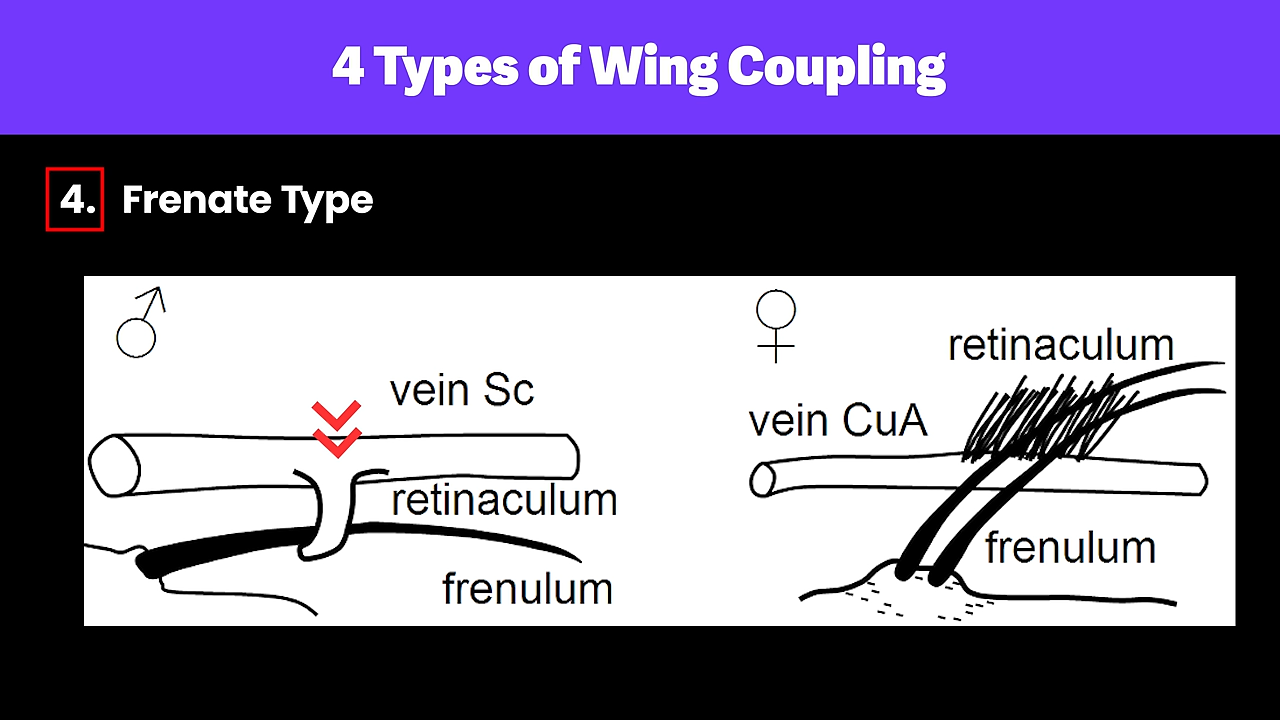 4 Types of Wing Coupling
4. Frenate Type
♂
vein Sc
retinaculum
frenulum
♀
retinaculum
vein CuA
frenulum